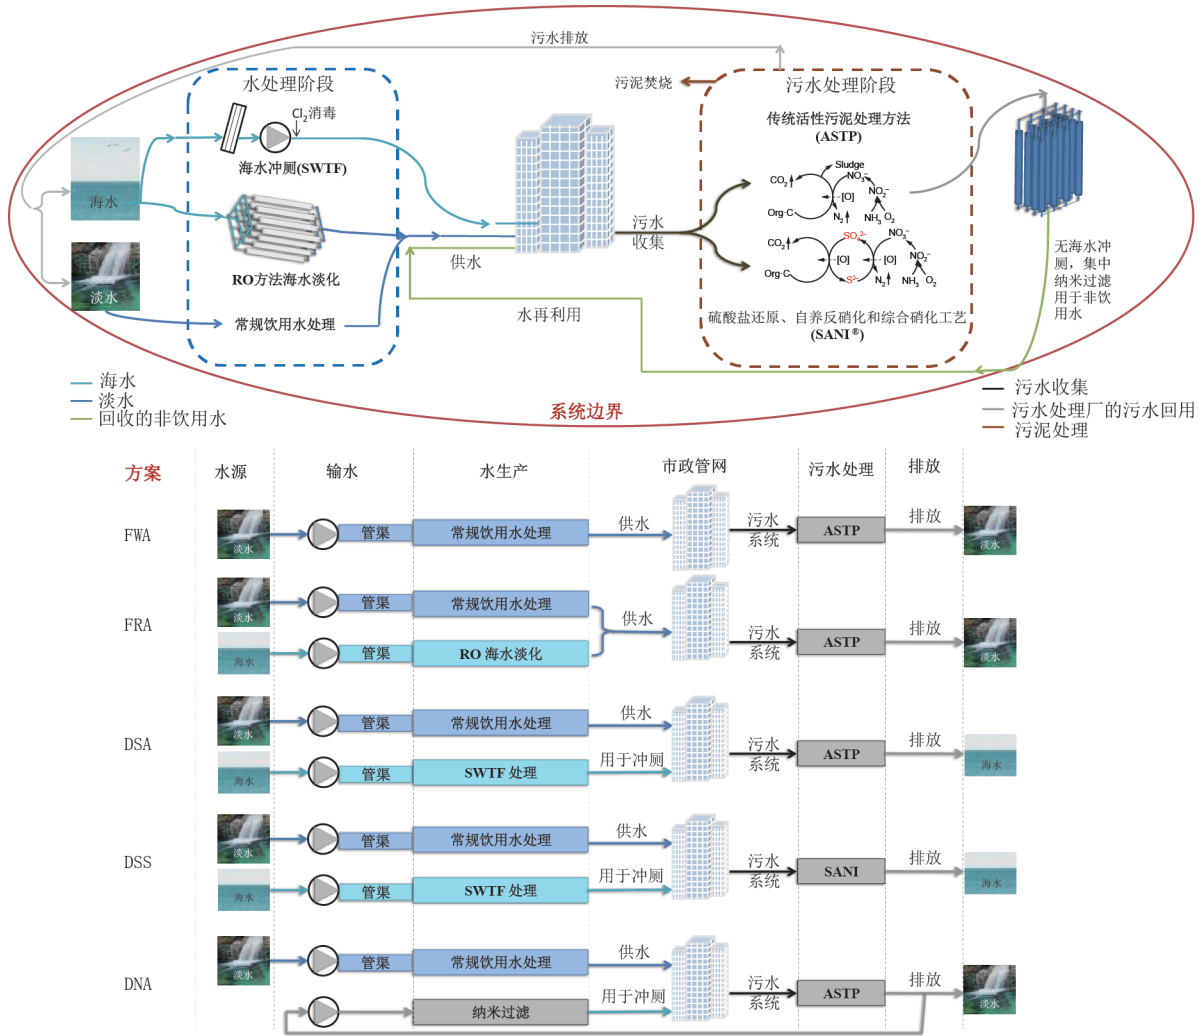 污水排放
水处理阶段
Cl₂消毒
海水冲厕(SWTF)
海水
RO方法海水淡化
淡水
常规饮用水处理
供水
水再利用
污水
收集
污泥焚烧
污水处理阶段
传统活性污泥处理方法
(ASTP)
Sludge
CO₂
NO₃⁻
NO₂⁻
[O]
Org-C
N₂
NH₃
O₂
CO₂
SO₄²⁻
NO₃⁻
NO₂⁻
[O]
[O]
Org-C
S²⁻
N₂
NH₃
O₂
硫酸盐还原、自养反硝化和综合硝化工艺
(SANI®)
无海水冲
厕，集中
纳米过滤
用于非饮
用水
海水
淡水
回收的非饮用水
系统边界
污水收集
污水处理厂的污水回用
污泥处理
方案 水源 输水 水生产 市政管网 污水处理 排放
FWA 淡水 管渠 常规饮用水处理 供水 污水 系统 ASTP 排放 淡水
FRA 淡水 管渠 常规饮用水处理 供水 污水 系统 ASTP 排放 淡水
海水 管渠 RO 海水淡化
DSA 淡水 管渠 常规饮用水处理 供水 污水 系统 ASTP 排放 海水
海水 管渠 SWTF 处理 用于冲厕
DSS 淡水 管渠 常规饮用水处理 供水 污水 系统 SANI 排放 海水
海水 管渠 SWTF 处理 用于冲厕
DNA 淡水 管渠 常规饮用水处理 供水 污水 系统 ASTP 排放 淡水
纳米过滤 用于冲厕